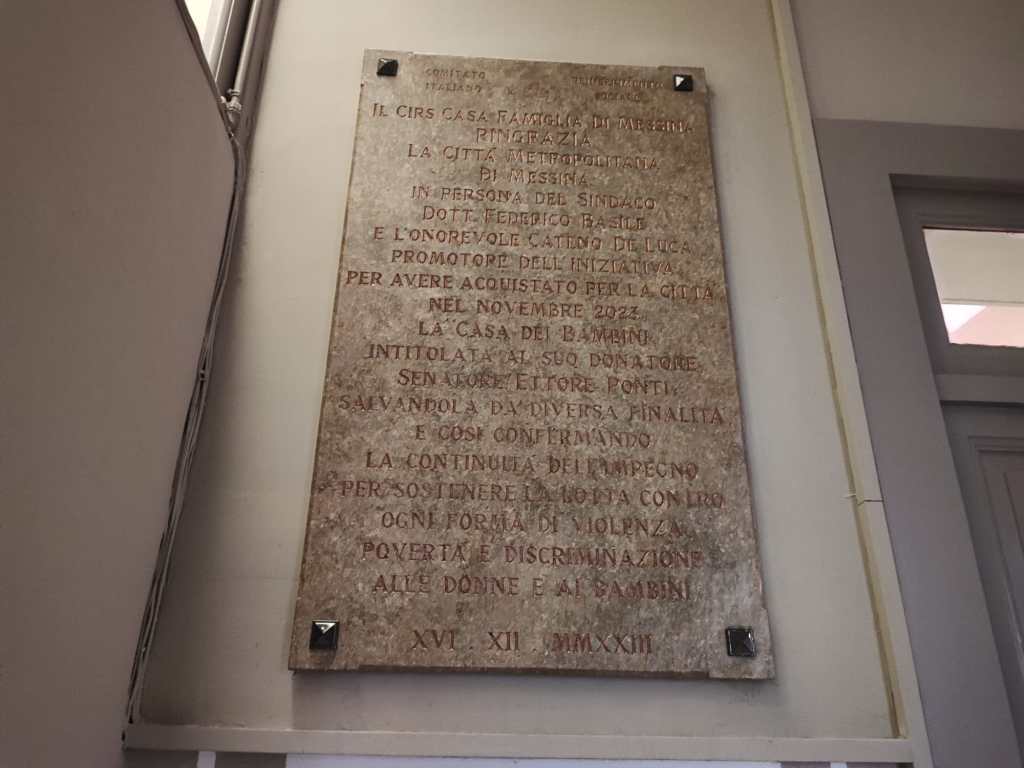 COMITATO
ITALIANO
IL CIRS CASA FAMIGLIA DI MESSINA
RINGRAZIA
LA CITTÀ METROPOLITANA
DI MESSINA
IN PERSONA DEL SINDACO
DOTT. FEDERICO BASILE
E L'ONOREVOLE CATENO DE LUCA
PROMOTORE DELL'INIZIATIVA
PER AVERE ACQUISTATO PER LA CITTÀ
NEL NOVEMBRE 2023
LA CASA DEI BAMBINI
INTITOLATA AL SUO DONATORE
SENATORE ETTORE PONTI,
SALVANDOLA DA DIVERSA FINALITÀ
E COSÌ CONFERMANDO
LA CONTINUITÀ DELL'IMPEGNO
PER SOSTENERE LA LOTTA CONTRO
OGNI FORMA DI VIOLENZA
POVERTÀ E DISCRIMINAZIONE
ALLE DONNE E AI BAMBINI
XVI . XII . MMXXIII